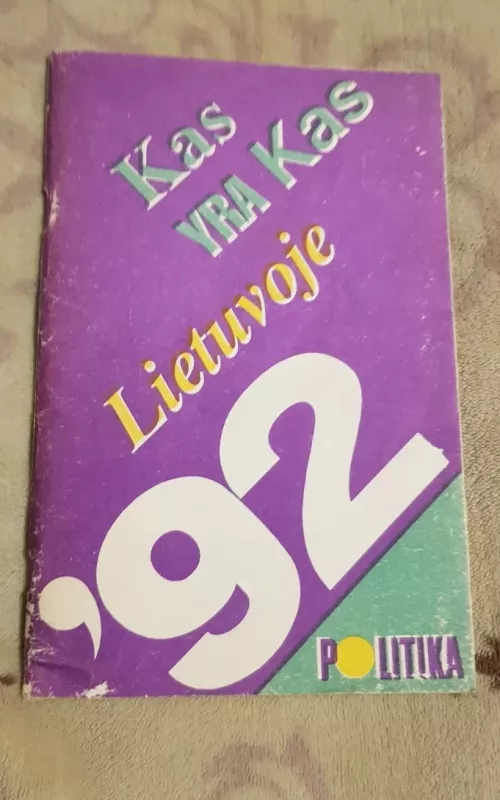 Kas
YRA Kas
Lietuvoje
'92
POLITIKA